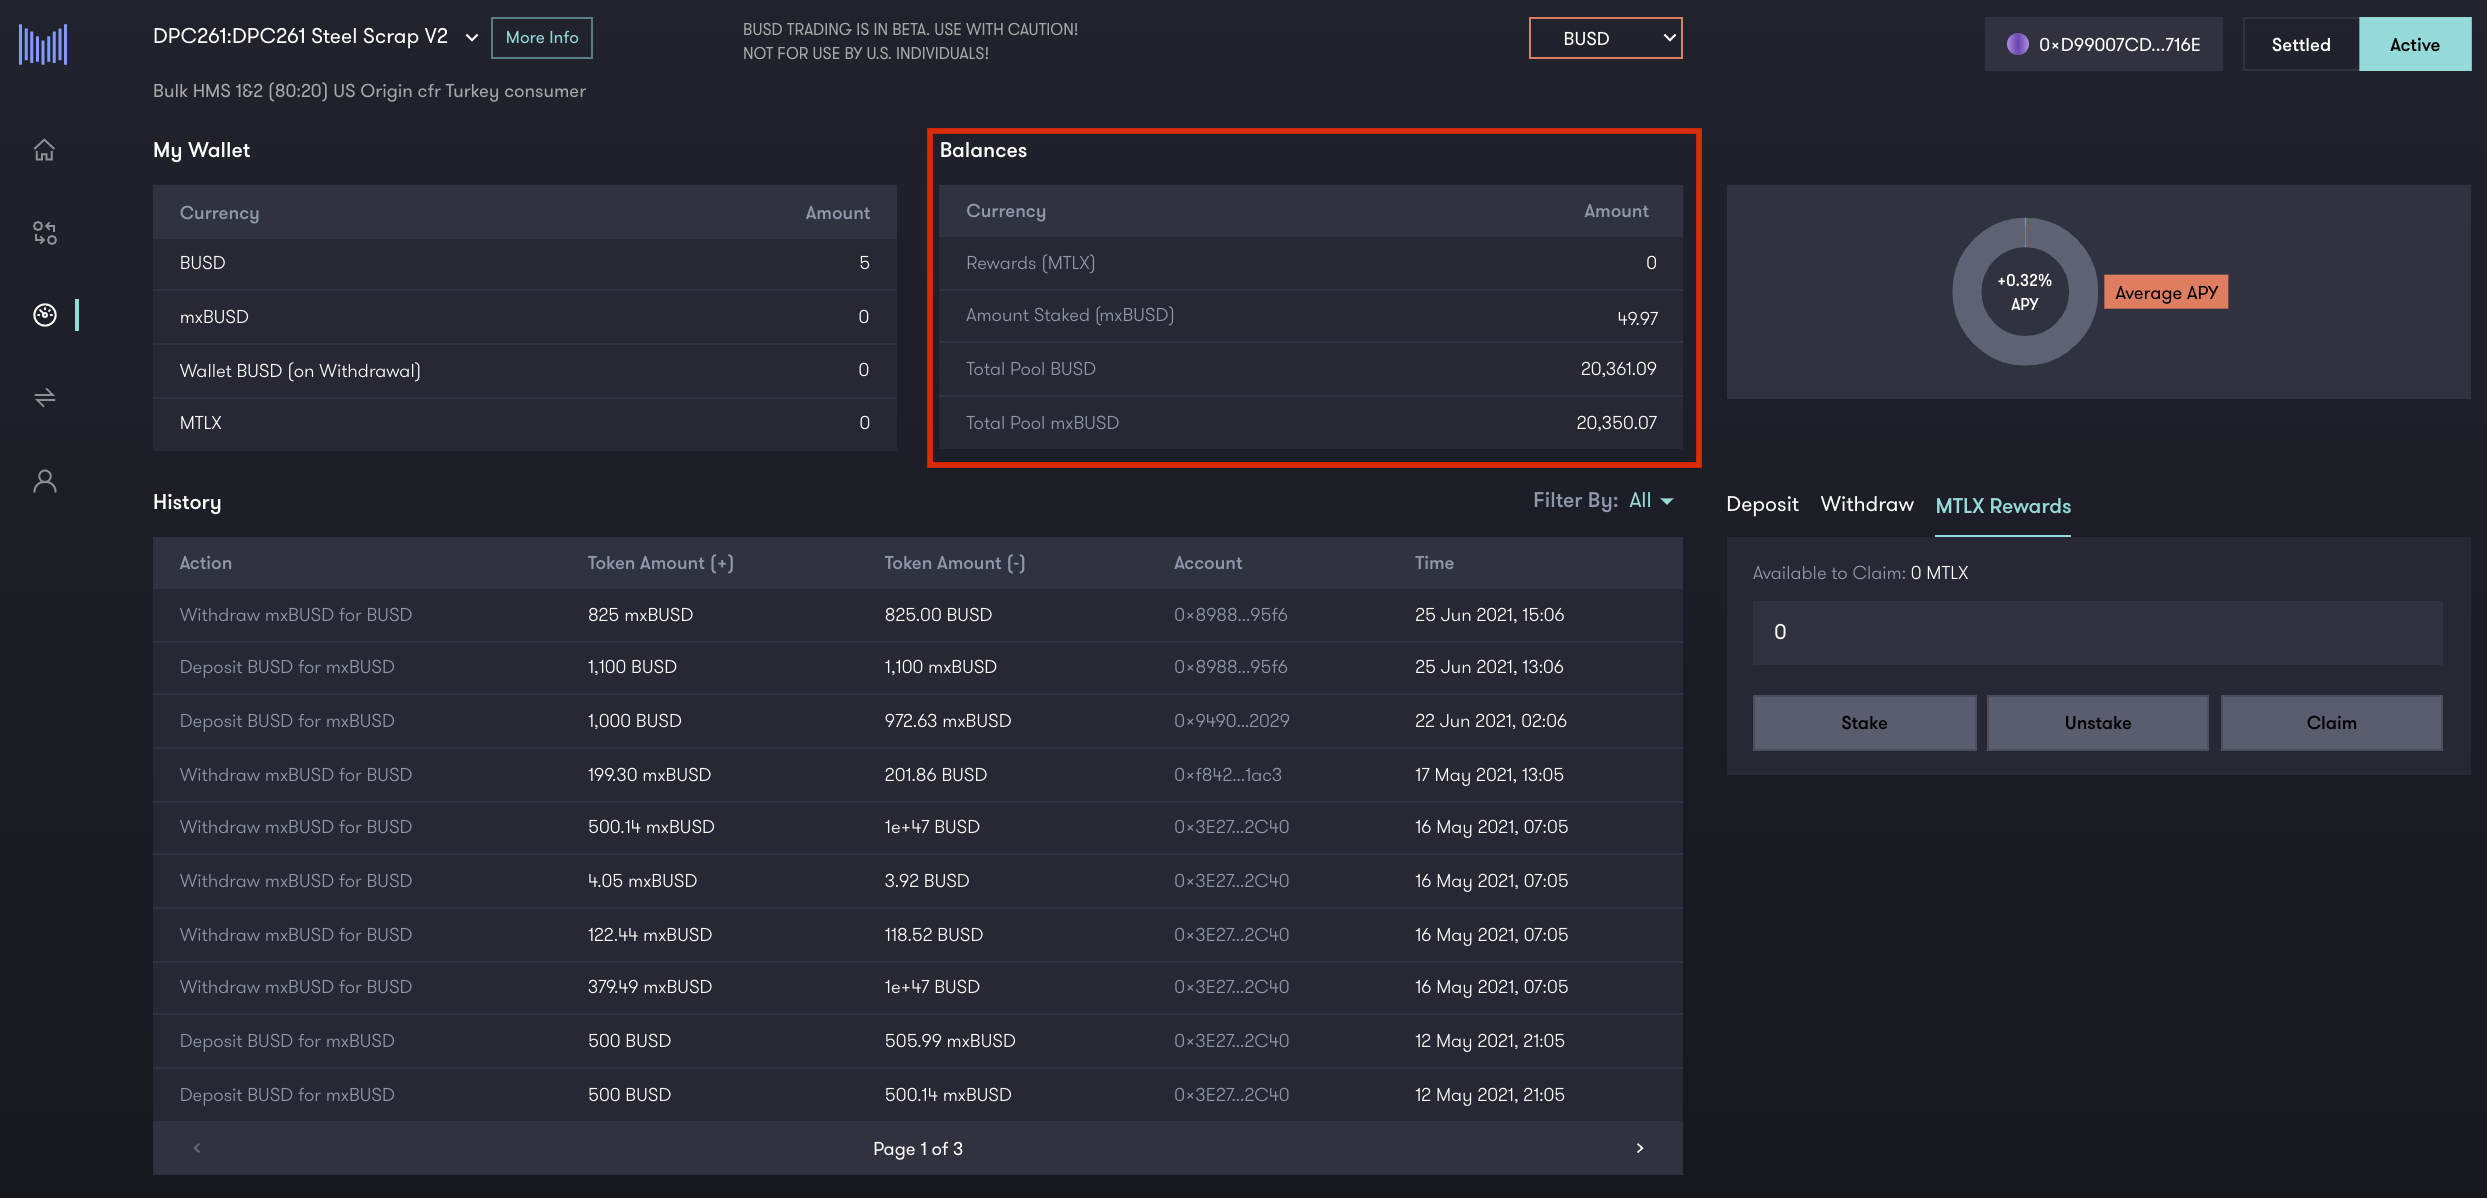 DPC261:DPC261 Steel Scrap V2
More Info
BUSD TRADING IS IN BETA. USE WITH CAUTION!
NOT FOR USE BY U.S. INDIVIDUALS!
BUSD
0×D99007CD...716E
Settled
Active
Bulk HMS 1&2 (80:20) US Origin cfr Turkey consumer
My Wallet
Currency Amount
BUSD 5
mxBUSD 0
Wallet BUSD (on Withdrawal) 0
MTLX 0
Balances
Currency Amount
Rewards (MTLX) 0
Amount Staked (mxBUSD) 49.97
Total Pool BUSD 20,361.09
Total Pool mxBUSD 20,350.07
+0.32%
APY
Average APY
History
Filter By: All
Action Token Amount (+) Token Amount (-) Account Time
Withdraw mxBUSD for BUSD 825 mxBUSD 825.00 BUSD 0×8988...95f6 25 Jun 2021, 15:06
Deposit BUSD for mxBUSD 1,100 BUSD 1,100 mxBUSD 0×8988...95f6 25 Jun 2021, 13:06
Deposit BUSD for mxBUSD 1,000 BUSD 972.63 mxBUSD 0×9490...2029 22 Jun 2021, 02:06
Withdraw mxBUSD for BUSD 199.30 mxBUSD 201.86 BUSD 0×f842...1ac3 17 May 2021, 13:05
Withdraw mxBUSD for BUSD 500.14 mxBUSD 1e+47 BUSD 0×3E27...2C40 16 May 2021, 07:05
Withdraw mxBUSD for BUSD 4.05 mxBUSD 3.92 BUSD 0×3E27...2C40 16 May 2021, 07:05
Withdraw mxBUSD for BUSD 122.44 mxBUSD 118.52 BUSD 0×3E27...2C40 16 May 2021, 07:05
Withdraw mxBUSD for BUSD 379.49 mxBUSD 1e+47 BUSD 0×3E27...2C40 16 May 2021, 07:05
Deposit BUSD for mxBUSD 500 BUSD 505.99 mxBUSD 0×3E27...2C40 12 May 2021, 21:05
Deposit BUSD for mxBUSD 500 BUSD 500.14 mxBUSD 0×3E27...2C40 12 May 2021, 21:05
Page 1 of 3
Deposit Withdraw MTLX Rewards
Available to Claim: 0 MTLX
0
Stake Unstake Claim